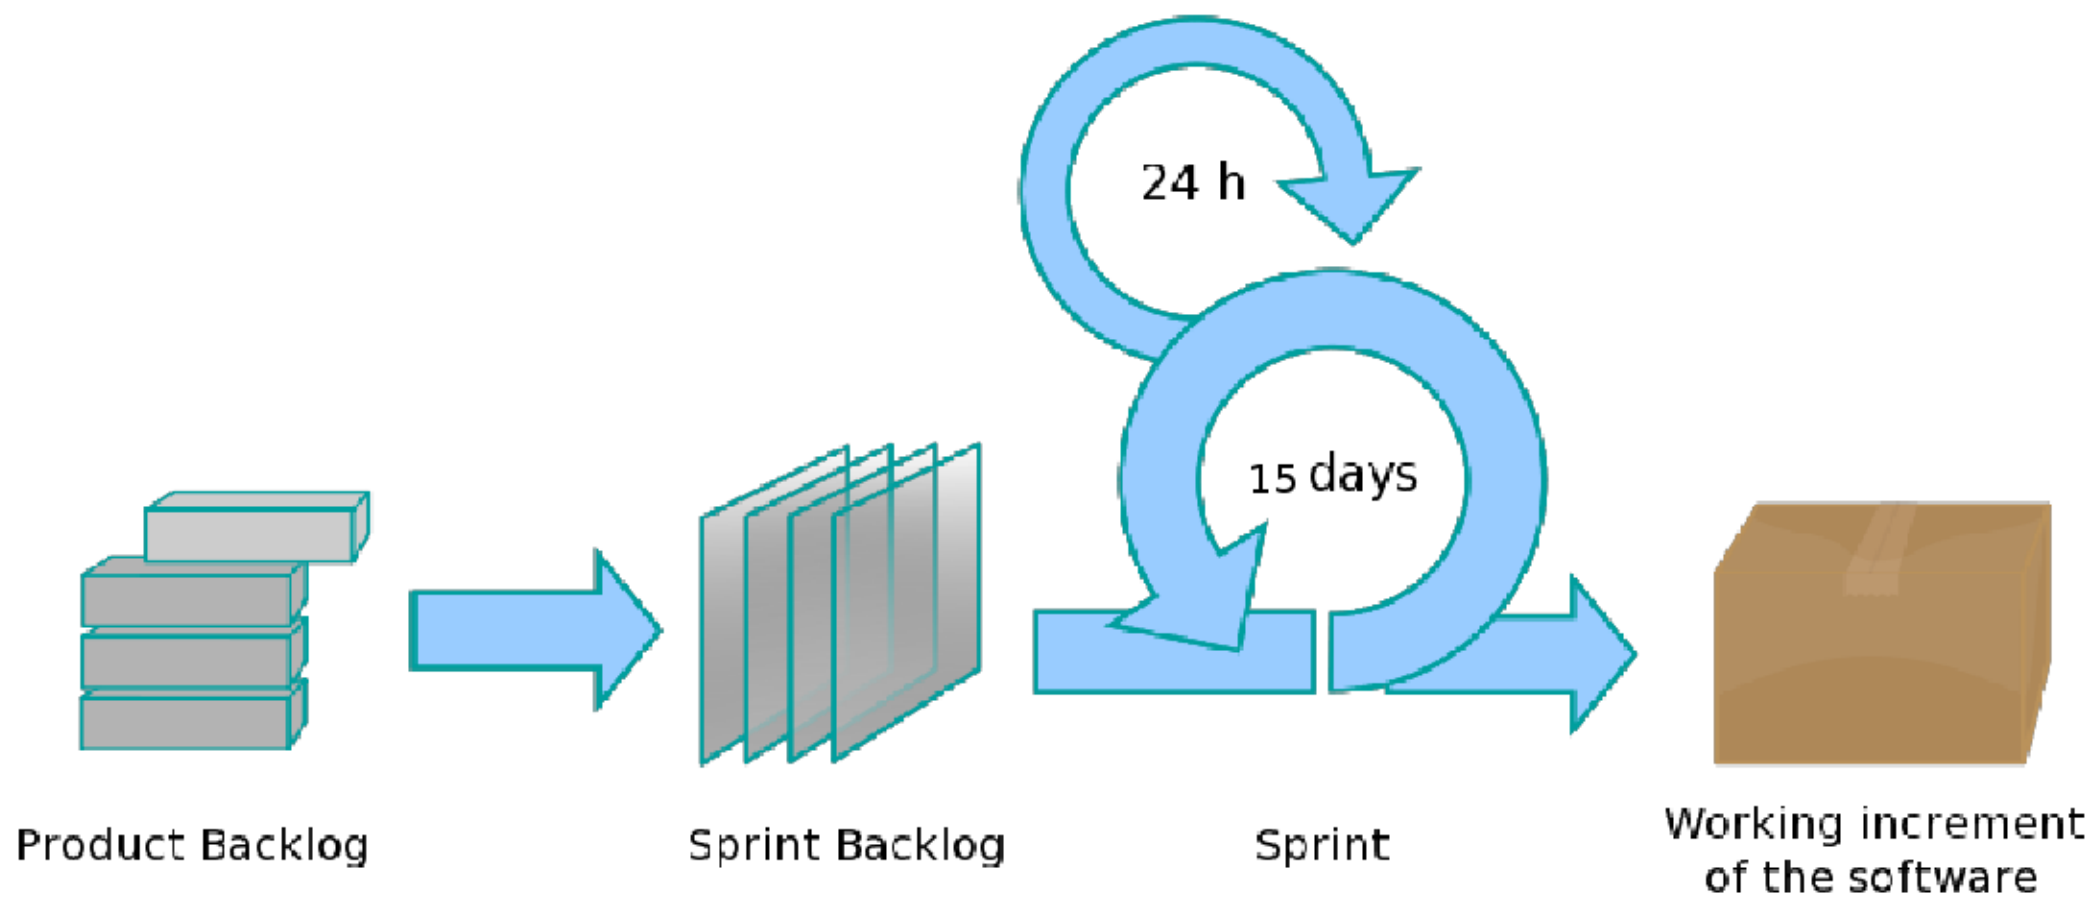 24 h
15 days
Product Backlog
Sprint Backlog
Sprint
Working increment
of the software